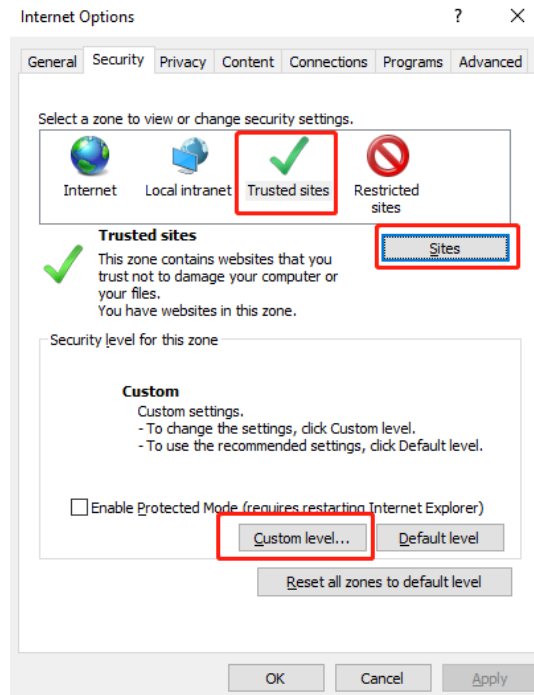 Internet Options
?
General Security Privacy Content Connections Programs Advanced
Select a zone to view or change security settings.
Internet Local intranet Trusted sites Restricted
sites
Trusted sites
Sites
This zone contains websites that you
trust not to damage your computer or
your files.
You have websites in this zone.
Security level for this zone
Custom
Custom settings.
- To change the settings, click Custom level.
- To use the recommended settings, click Default level.
Enable Protected Mode (requires restarting Internet Explorer)
Custom level... Default level
Reset all zones to default level
OK Cancel Apply